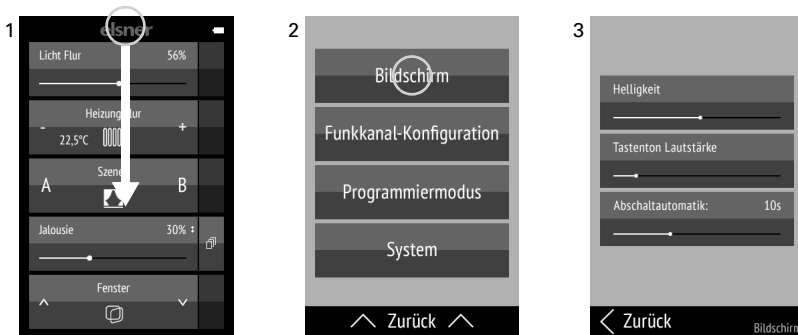 1
elsner
Licht Flur 56%
Heizung Flur
- 22,5°C +
Szene
A B
Jalousie 30%
Fenster
2
Bildschirm
Funkkanal-Konfiguration
Programmiermodus
System
Zurück
3
Helligkeit
Tastenton Lautstärke
Abschaltautomatik: 10s
Zurück Bildschirm